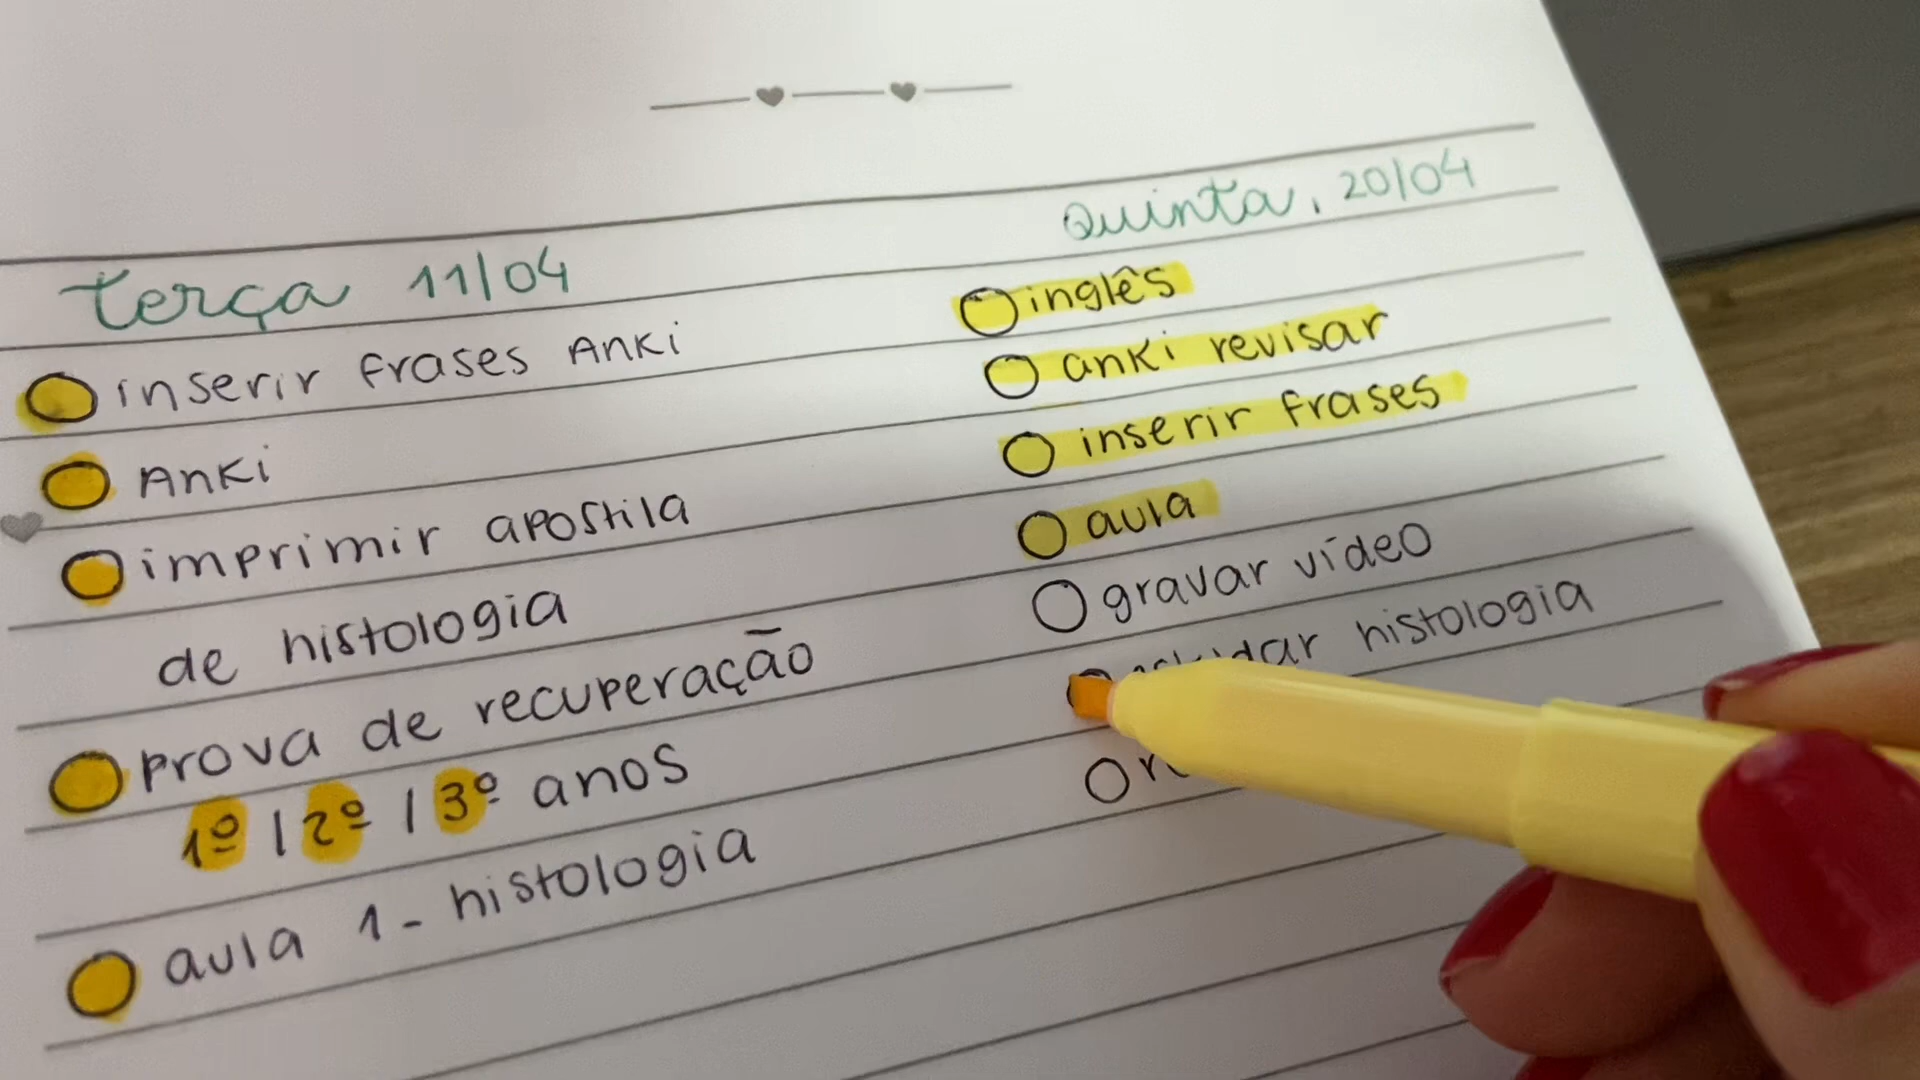 terça 11/04
inserir frases Anki
Anki
imprimir apostila
de histologia
prova de recuperação
1º | 2º | 3º anos
aula 1 - histologia
Quinta, 20/04
inglês
anki revisar
inserir frases
aula
gravar vídeo
histologia